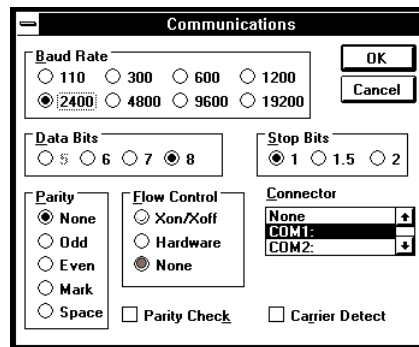 Communications
Baud Rate
110 300 600 1200
2400 4800 9600 19200
OK
Cancel
Data Bits
5 6 7 8
Stop Bits
1 1.5 2
Parity
None
Odd
Even
Mark
Space
Flow Control
Xon/Xoff
Hardware
None
Connector
None
COM1:
COM2:
Parity Check
Carrier Detect